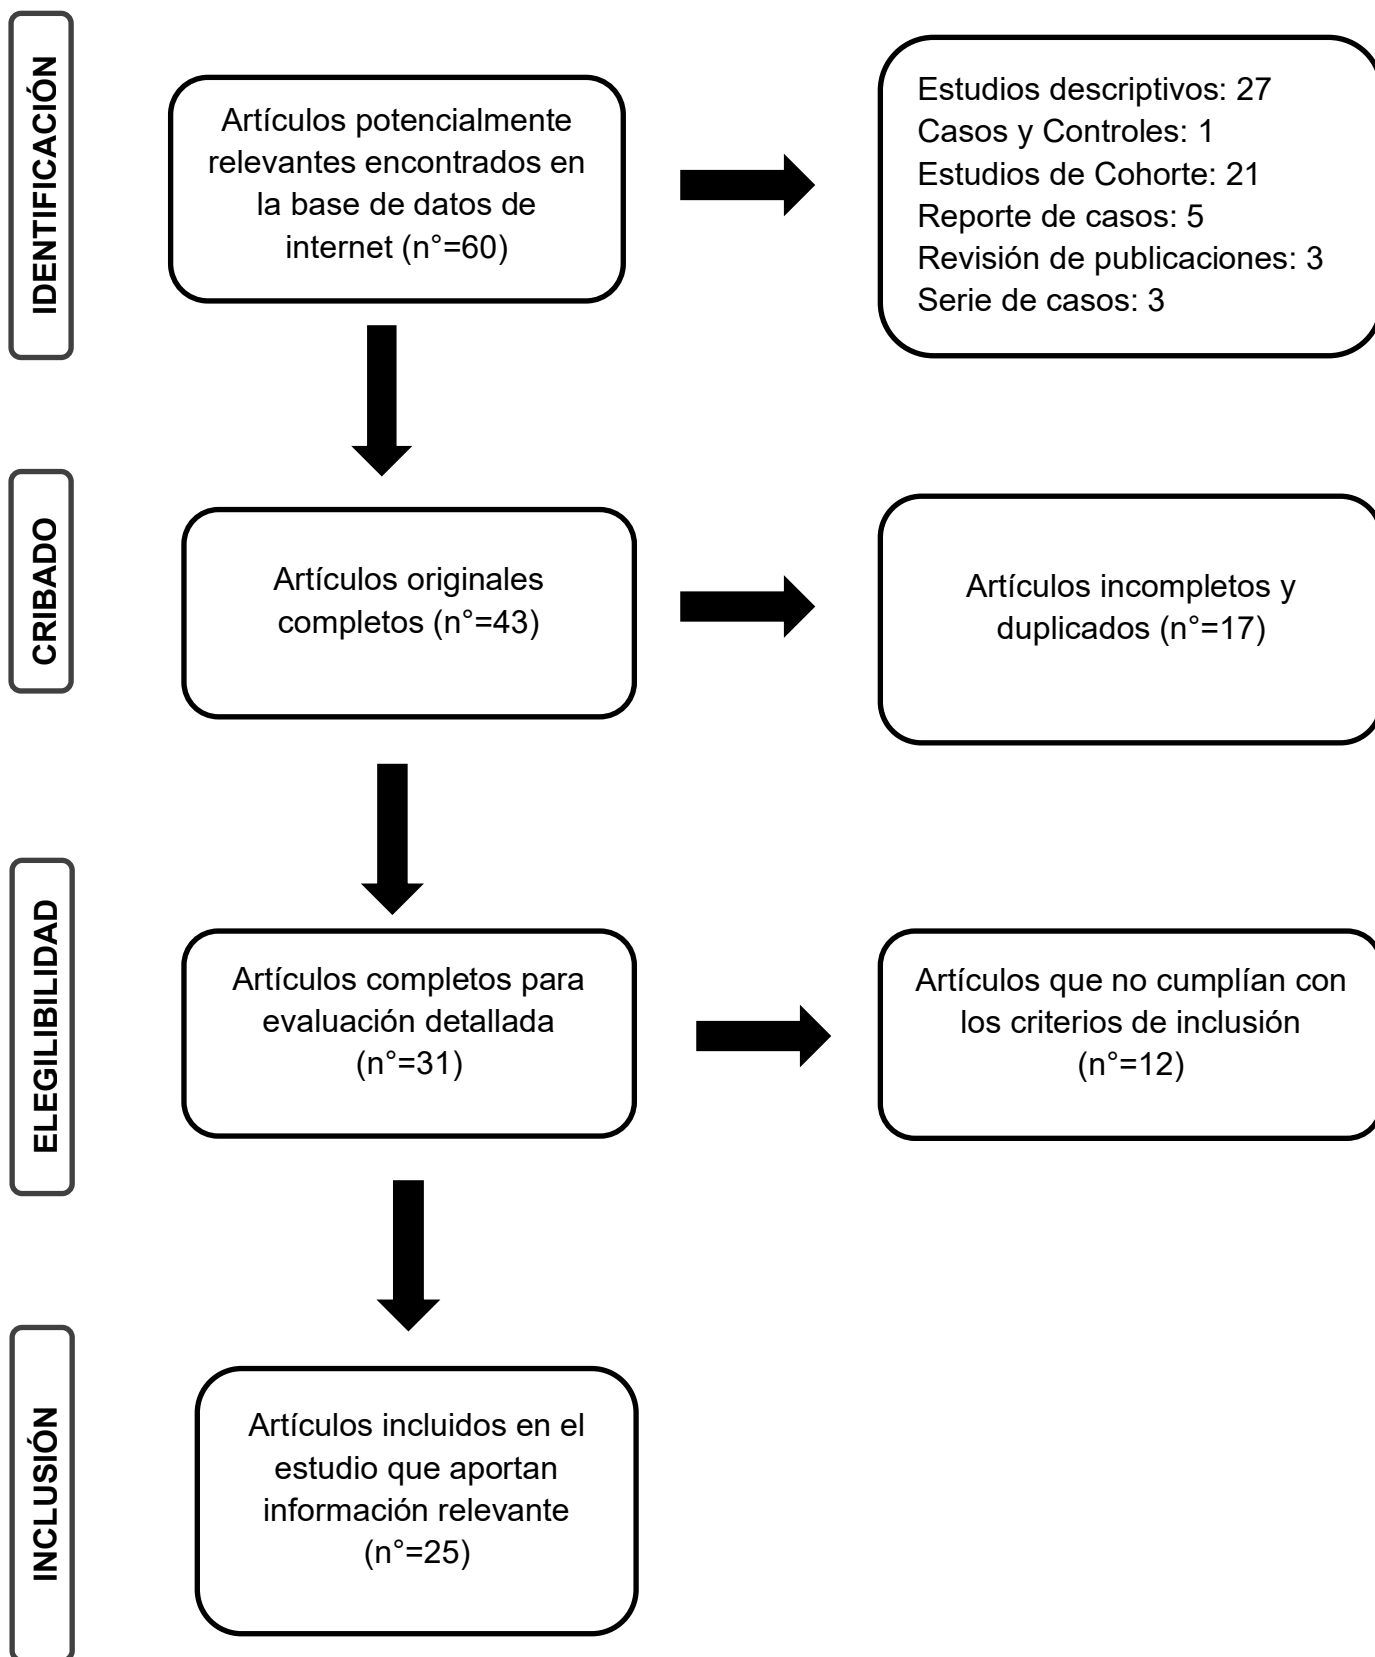 IDENTIFICACIÓN
Artículos potencialmente
relevantes encontrados en
la base de datos de
internet (n°=60)
Estudios descriptivos: 27
Casos y Controles: 1
Estudios de Cohorte: 21
Reporte de casos: 5
Revisión de publicaciones: 3
Serie de casos: 3
CRIBADO
Artículos originales
completos (n°=43)
Artículos incompletos y
duplicados (n°=17)
ELEGILIBILIDAD
Artículos completos para
evaluación detallada
(n°=31)
Artículos que no cumplían con
los criterios de inclusión
(n°=12)
INCLUSIÓN
Artículos incluidos en el
estudio que aportan
información relevante
(n°=25)